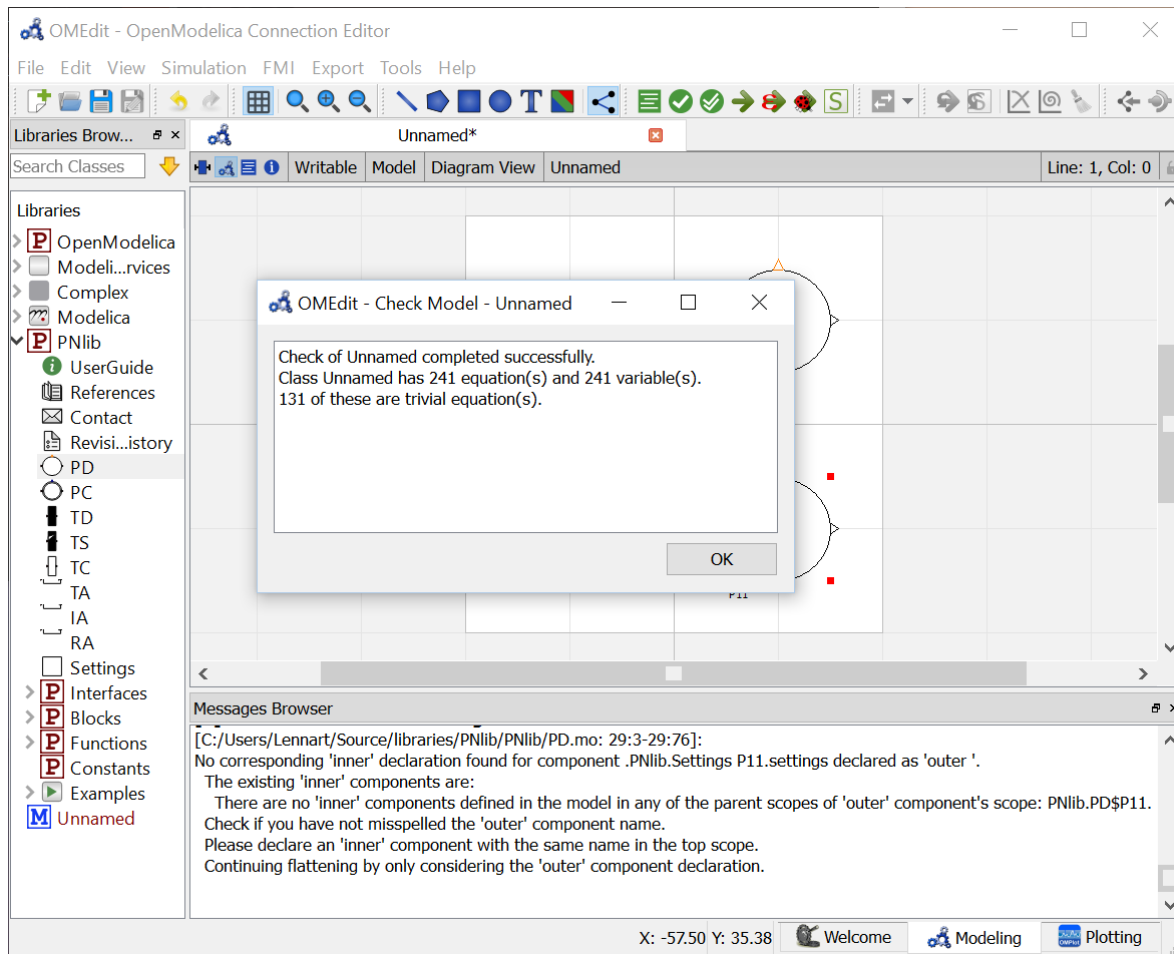 OMEdit - OpenModelica Connection Editor
File Edit View Simulation FMI Export Tools Help
T
S
Libraries Brow...
Unnamed*
Search Classes
Writable Model Diagram View Unnamed Line: 1, Col: 0
Libraries
P OpenModelica
Modeli...rvices
Complex
Modelica
P PNlib
UserGuide
References
Contact
Revisi...istory
PD
PC
TD
TS
TC
TA
IA
RA
Settings
P Interfaces
P Blocks
P Functions
P Constants
Examples
M Unnamed
OMEdit - Check Model - Unnamed
Check of Unnamed completed successfully.
Class Unnamed has 241 equation(s) and 241 variable(s).
131 of these are trivial equation(s).
OK
P11
Messages Browser
[C:/Users/Lennart/Source/libraries/PNlib/PNlib/PD.mo: 29:3-29:76]:
No corresponding 'inner' declaration found for component .PNlib.Settings P11.settings declared as 'outer '.
The existing 'inner' components are:
There are no 'inner' components defined in the model in any of the parent scopes of 'outer' component's scope: PNlib.PD$P11.
Check if you have not misspelled the 'outer' component name.
Please declare an 'inner' component with the same name in the top scope.
Continuing flattening by only considering the 'outer' component declaration.
X: -57.50 Y: 35.38 Welcome Modeling Plotting